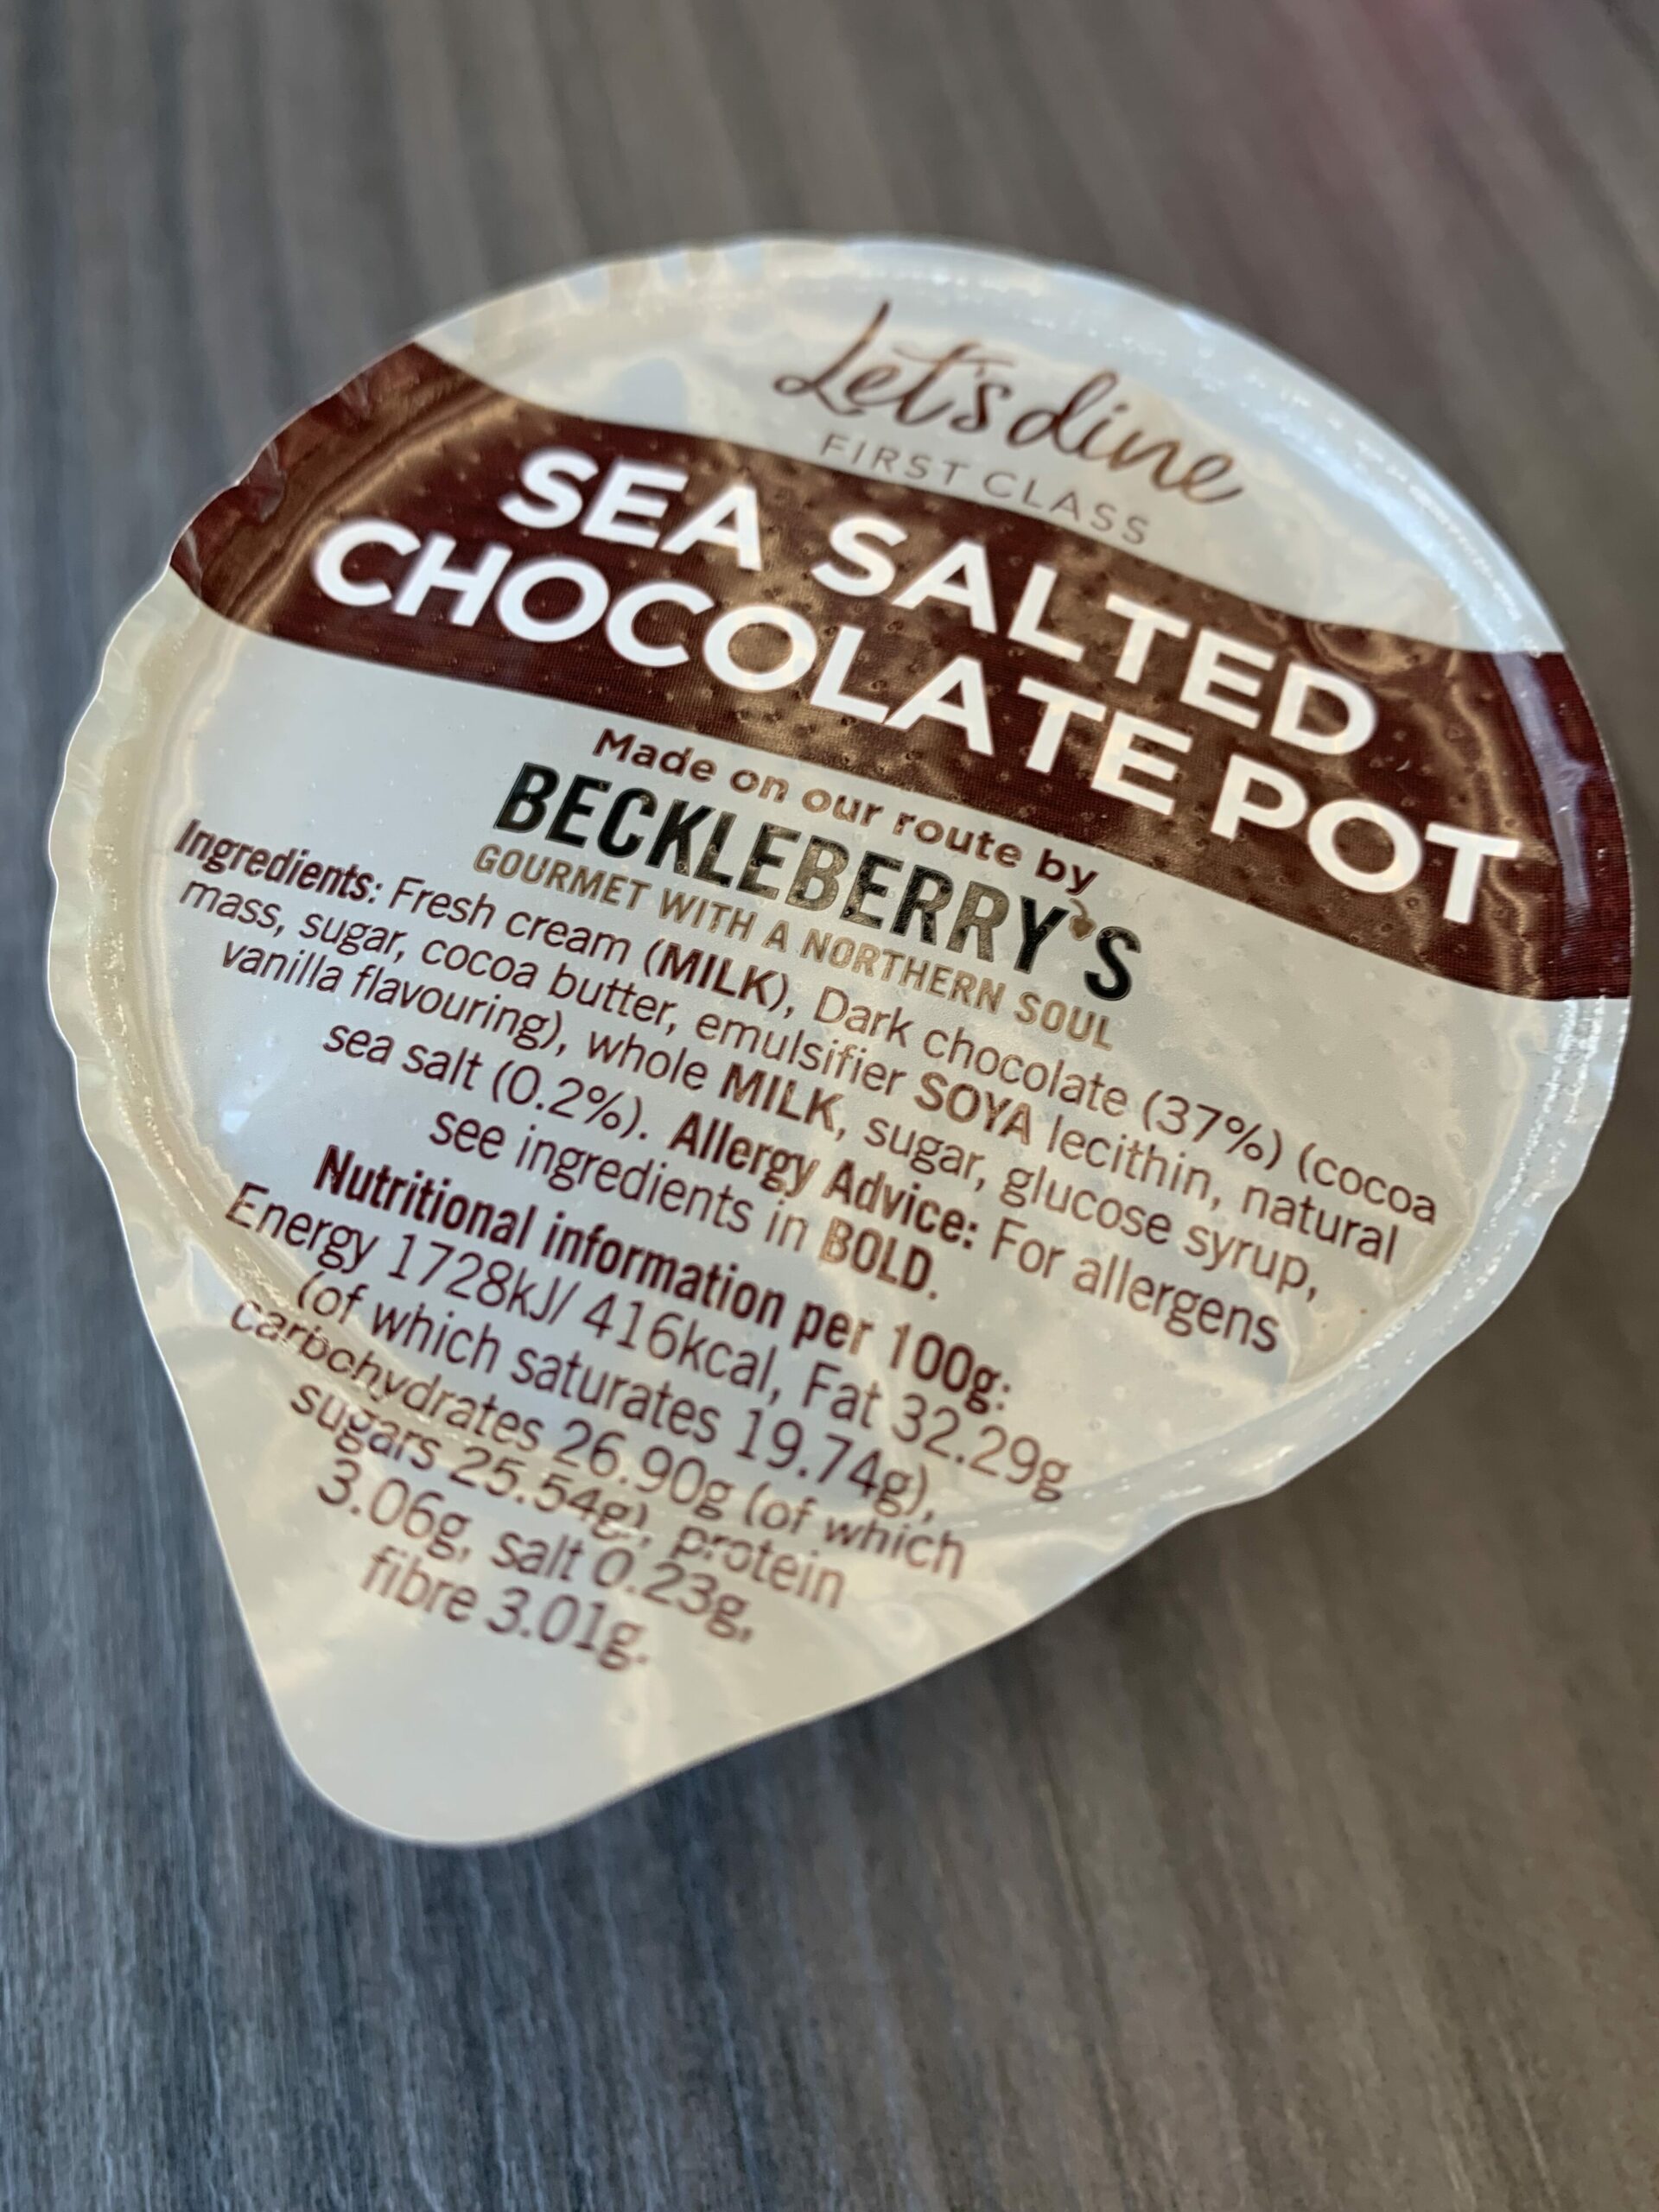 Let's dine
FIRST CLASS
SEA SALTED
CHOCOLATE POT
Made on our route by
BECKLEBERRY'S
GOURMET WITH A NORTHERN SOUL
Ingredients: Fresh cream (MILK), Dark chocolate (37%) (cocoa
mass, sugar, cocoa butter, emulsifier SOYA lecithin, natural
vanilla flavouring), whole MILK, sugar, glucose syrup,
sea salt (0.2%). Allergy Advice: For allergens
see ingredients in BOLD.
Nutritional information per 100g:
Energy 1728kJ/ 416kcal, Fat 32.29g
(of which saturates 19.74g),
carbohydrates 26.90g (of which
sugars 25.54g), protein
3.06g, salt 0.23g,
fibre 3.01g.